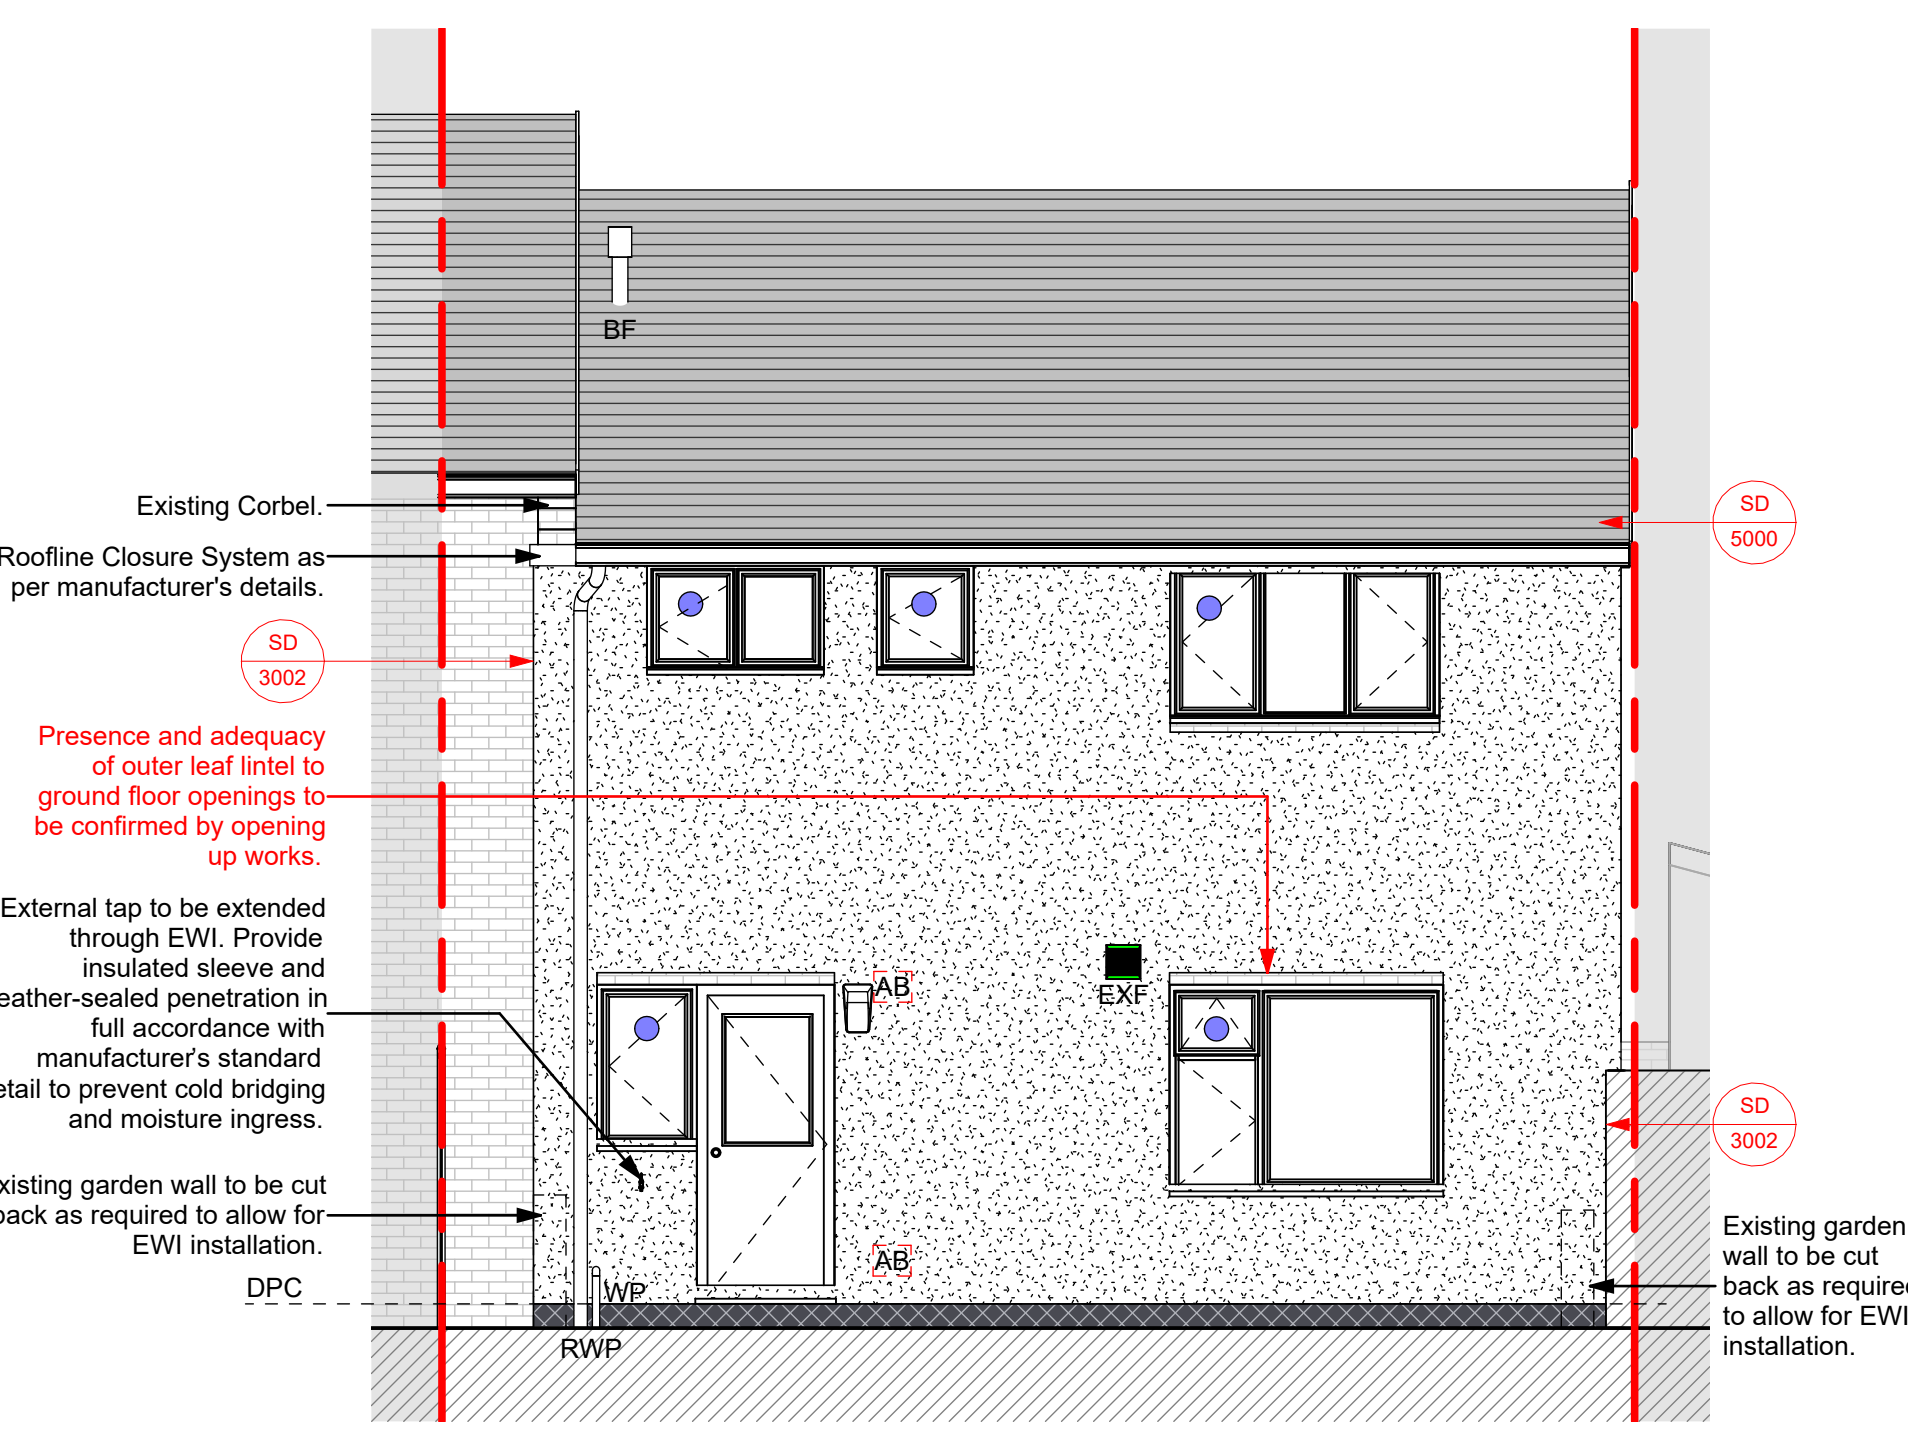 BF
Existing Corbel.
Roofline Closure System as
per manufacturer's details.
SD
5000
SD
3002
Presence and adequacy
of outer leaf lintel to
ground floor openings to
be confirmed by opening
up works.
External tap to be extended
through EWI. Provide
insulated sleeve and
eather-sealed penetration in
full accordance with
manufacturer's standard
etail to prevent cold bridging
and moisture ingress.
AB
EXF
SD
3002
xisting garden wall to be cut
back as required to allow for
EWI installation.
DPC
AB
WP
RWP
Existing garden
wall to be cut
back as required
to allow for EWI
installation.